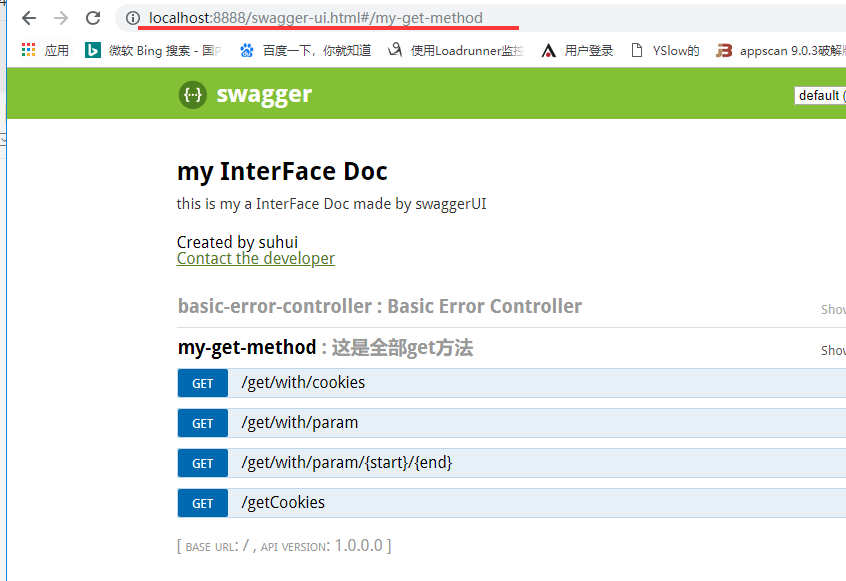 localhost:8888/swagger-ui.html#/my-get-method
应用 微软 Bing 搜索 - 国内 百度一下，你就知道 使用Loadrunner监控 用户登录 YSlow的 appscan 9.0.3破解
{···} swagger default (
my InterFace Doc
this is my a InterFace Doc made by swaggerUI
Created by suhui
Contact the developer
basic-error-controller : Basic Error Controller Show
my-get-method : 这是全部get方法 Show
GET /get/with/cookies
GET /get/with/param
GET /get/with/param/{start}/{end}
GET /getCookies
[ BASE URL: / , API VERSION: 1.0.0.0 ]